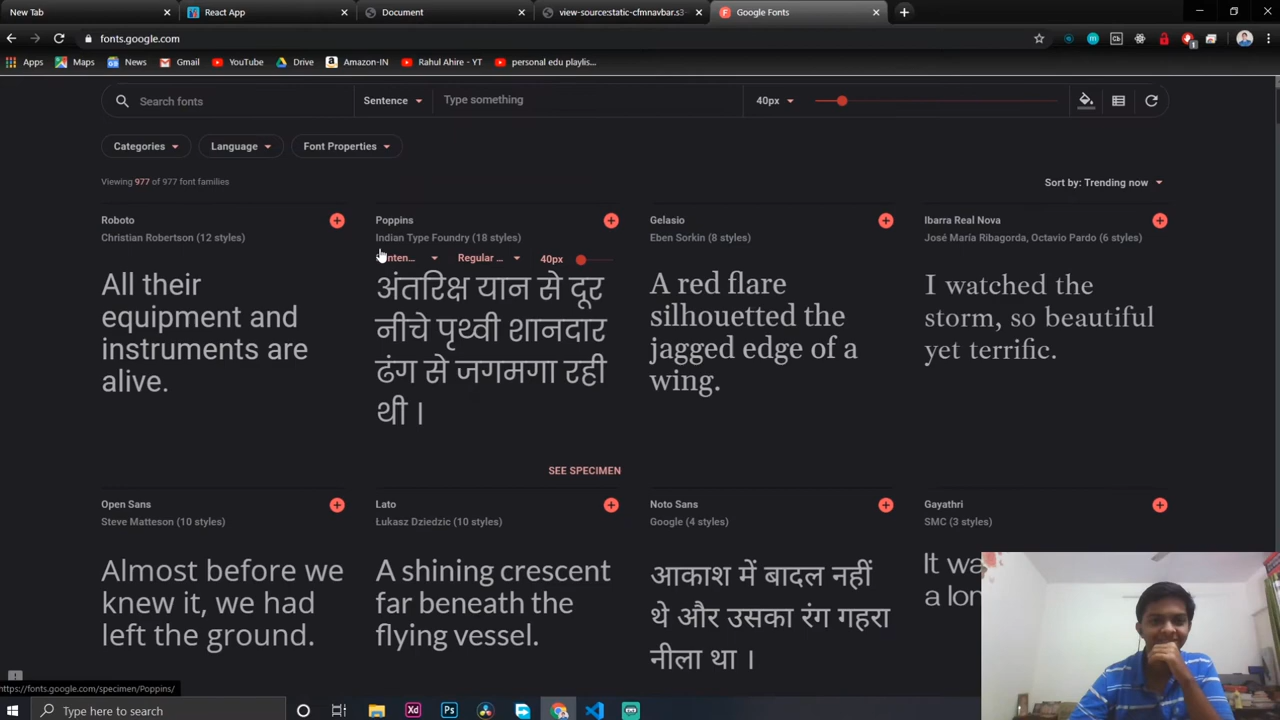 New Tab
React App
Document
view-source:static-cfmnavbar.s3-
Google Fonts
fonts.google.com
Apps
Maps
News
Gmail
YouTube
Drive
Amazon-IN
Rahul Ahire - YT
personal edu playlis...
Search fonts
Sentence
Type something
40px
Categories
Language
Font Properties
Viewing 977 of 977 font families
Sort by: Trending now
Roboto
Christian Robertson (12 styles)
All their
equipment and
instruments are
alive.
Poppins
Indian Type Foundry (18 styles)
Regular ...
40px
अंतरिक्ष यान से दूर
नीचे पृथ्वी शानदार
ढंग से जगमगा रही
थी ।
SEE SPECIMEN
Gelasio
Eben Sorkin (8 styles)
A red flare
silhouetted the
jagged edge of a
wing.
Ibarra Real Nova
José María Ribagorda, Octavio Pardo (6 styles)
I watched the
storm, so beautiful
yet terrific.
Open Sans
Steve Matteson (10 styles)
Almost before we
knew it, we had
left the ground.
Lato
Łukasz Dziedzic (10 styles)
A shining crescent
far beneath the
flying vessel.
Noto Sans
Google (4 styles)
आकाश में बादल नहीं
थे और उसका रंग गहरा
नीला था ।
Gayathri
SMC (3 styles)
It wa
a lon
https://fonts.google.com/specimen/Poppins/
Type here to search